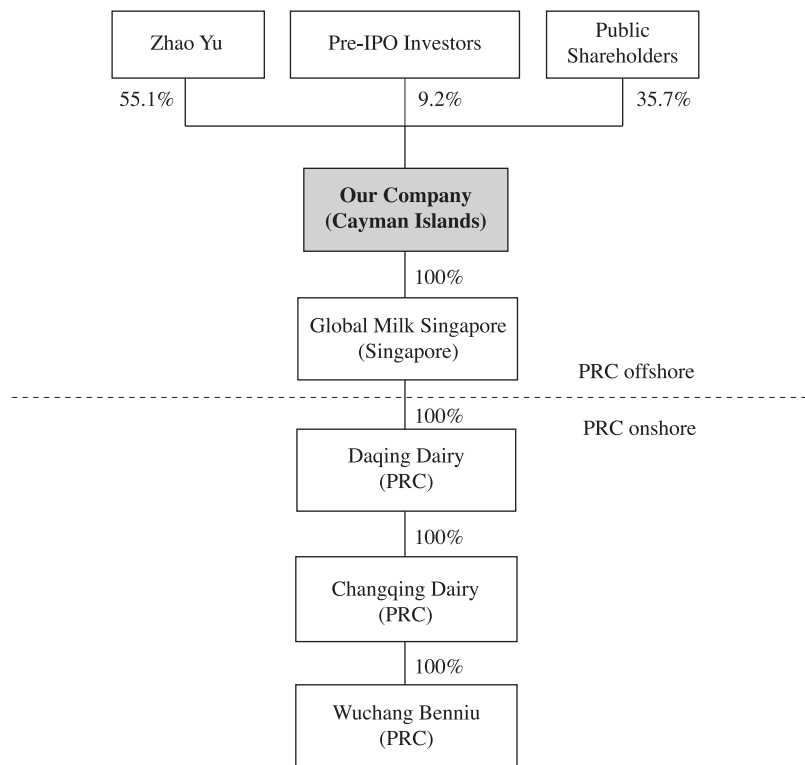 Zhao Yu
Pre-IPO Investors
Public
Shareholders
55.1%
9.2%
35.7%
Our Company
(Cayman Islands)
100%
Global Milk Singapore
(Singapore)
PRC offshore
100%
PRC onshore
Daqing Dairy
(PRC)
100%
Changqing Dairy
(PRC)
100%
Wuchang Benniu
(PRC)